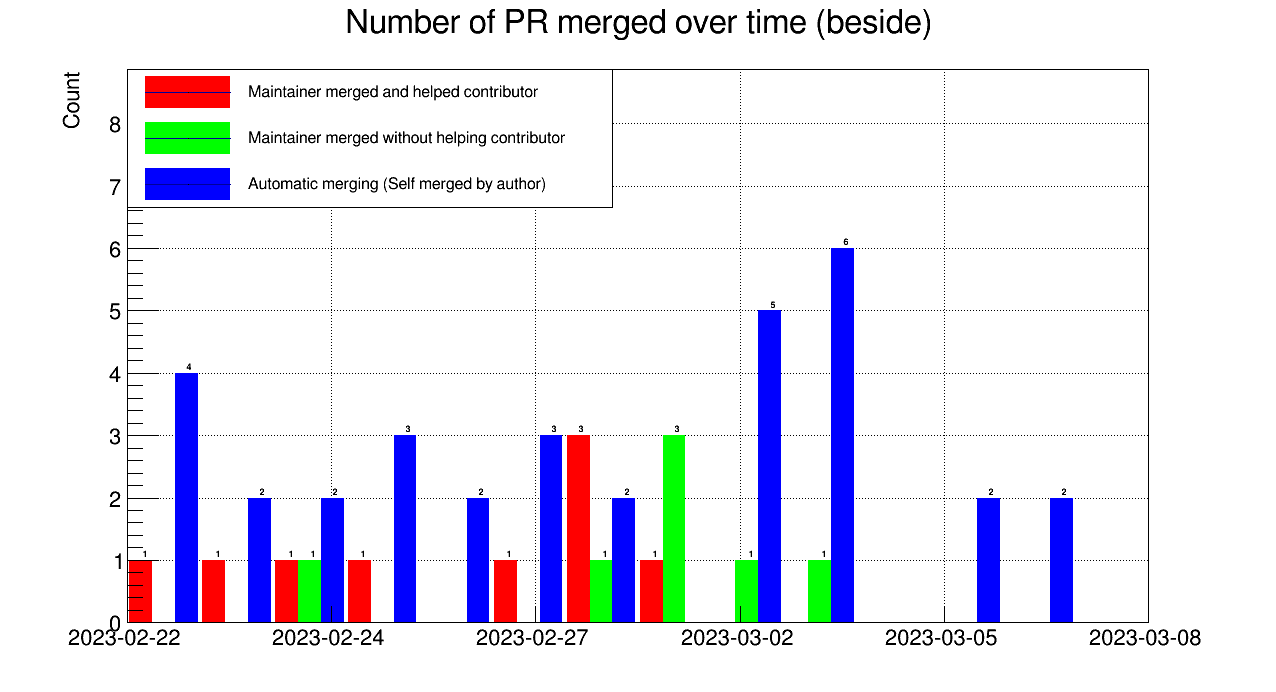 Number of PR merged over time (beside)
Count
Maintainer merged and helped contributor
Maintainer merged without helping contributor
Automatic merging (Self merged by author)
8
7
6
5
4
3
2
1
0
6
5
4
3 3 3 3
2 2 2 2 2 2
1 1 1 1 1 1 1 1 1 1
2023-02-22 2023-02-24 2023-02-27 2023-03-02 2023-03-05 2023-03-08